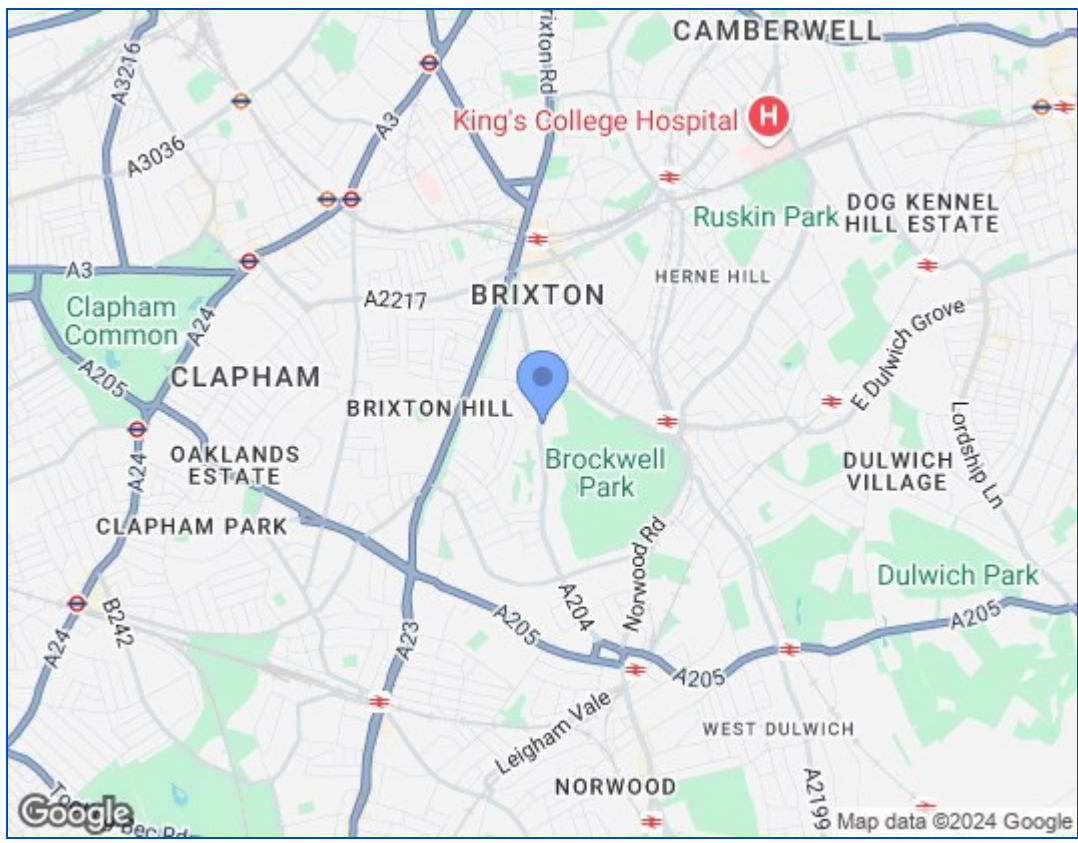 CAMBERWELL
A3216
rixton Rd
King's College Hospital
H
A3
A3036
Ruskin Park
DOG KENNEL
HILL ESTATE
A3
HERNE HILL
A2217
BRIXTON
Clapham
Common
A24
E Dulwich Grove
A205
CLAPHAM
BRIXTON HILL
Lordship Ln
OAKLANDS
ESTATE
A24
Brockwell
Park
DULWICH
VILLAGE
CLAPHAM PARK
Norwood Rd
Dulwich Park
A204
B242
A205
A205
A24
A23
A205
Leigham Vale
WEST DULWICH
NORWOOD
A2199
Google
Bec Rd
Map data ©2024 Google